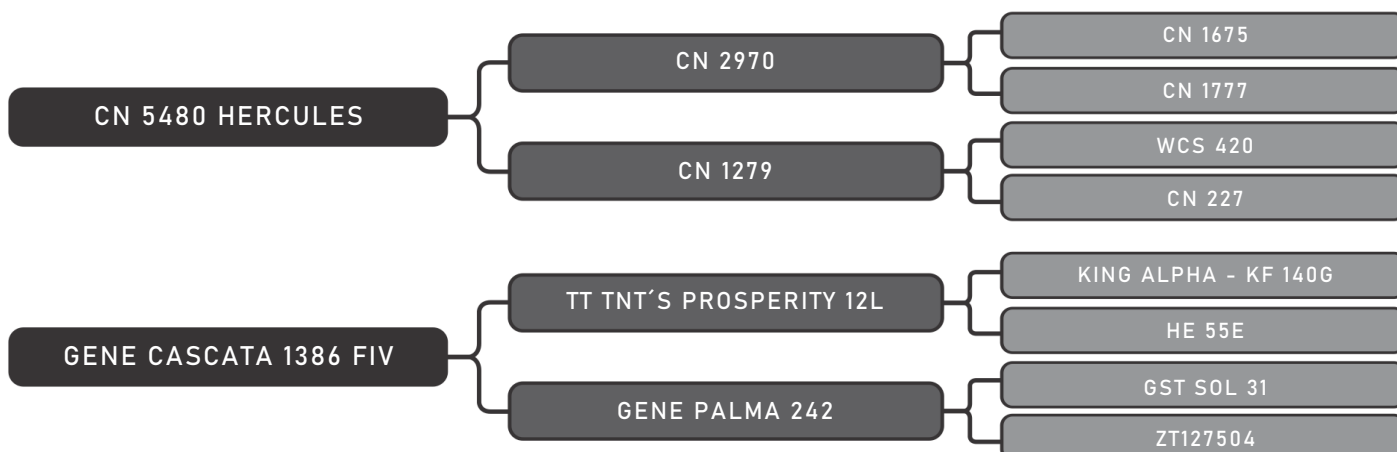 CN 5480 HERCULES
CN 2970
CN 1675
CN 1777
CN 1279
WCS 420
CN 227
GENE CASCATA 1386 FIV
TT TNT´S PROSPERITY 12L
KING ALPHA - KF 140G
HE 55E
GENE PALMA 242
GST SOL 31
ZT127504